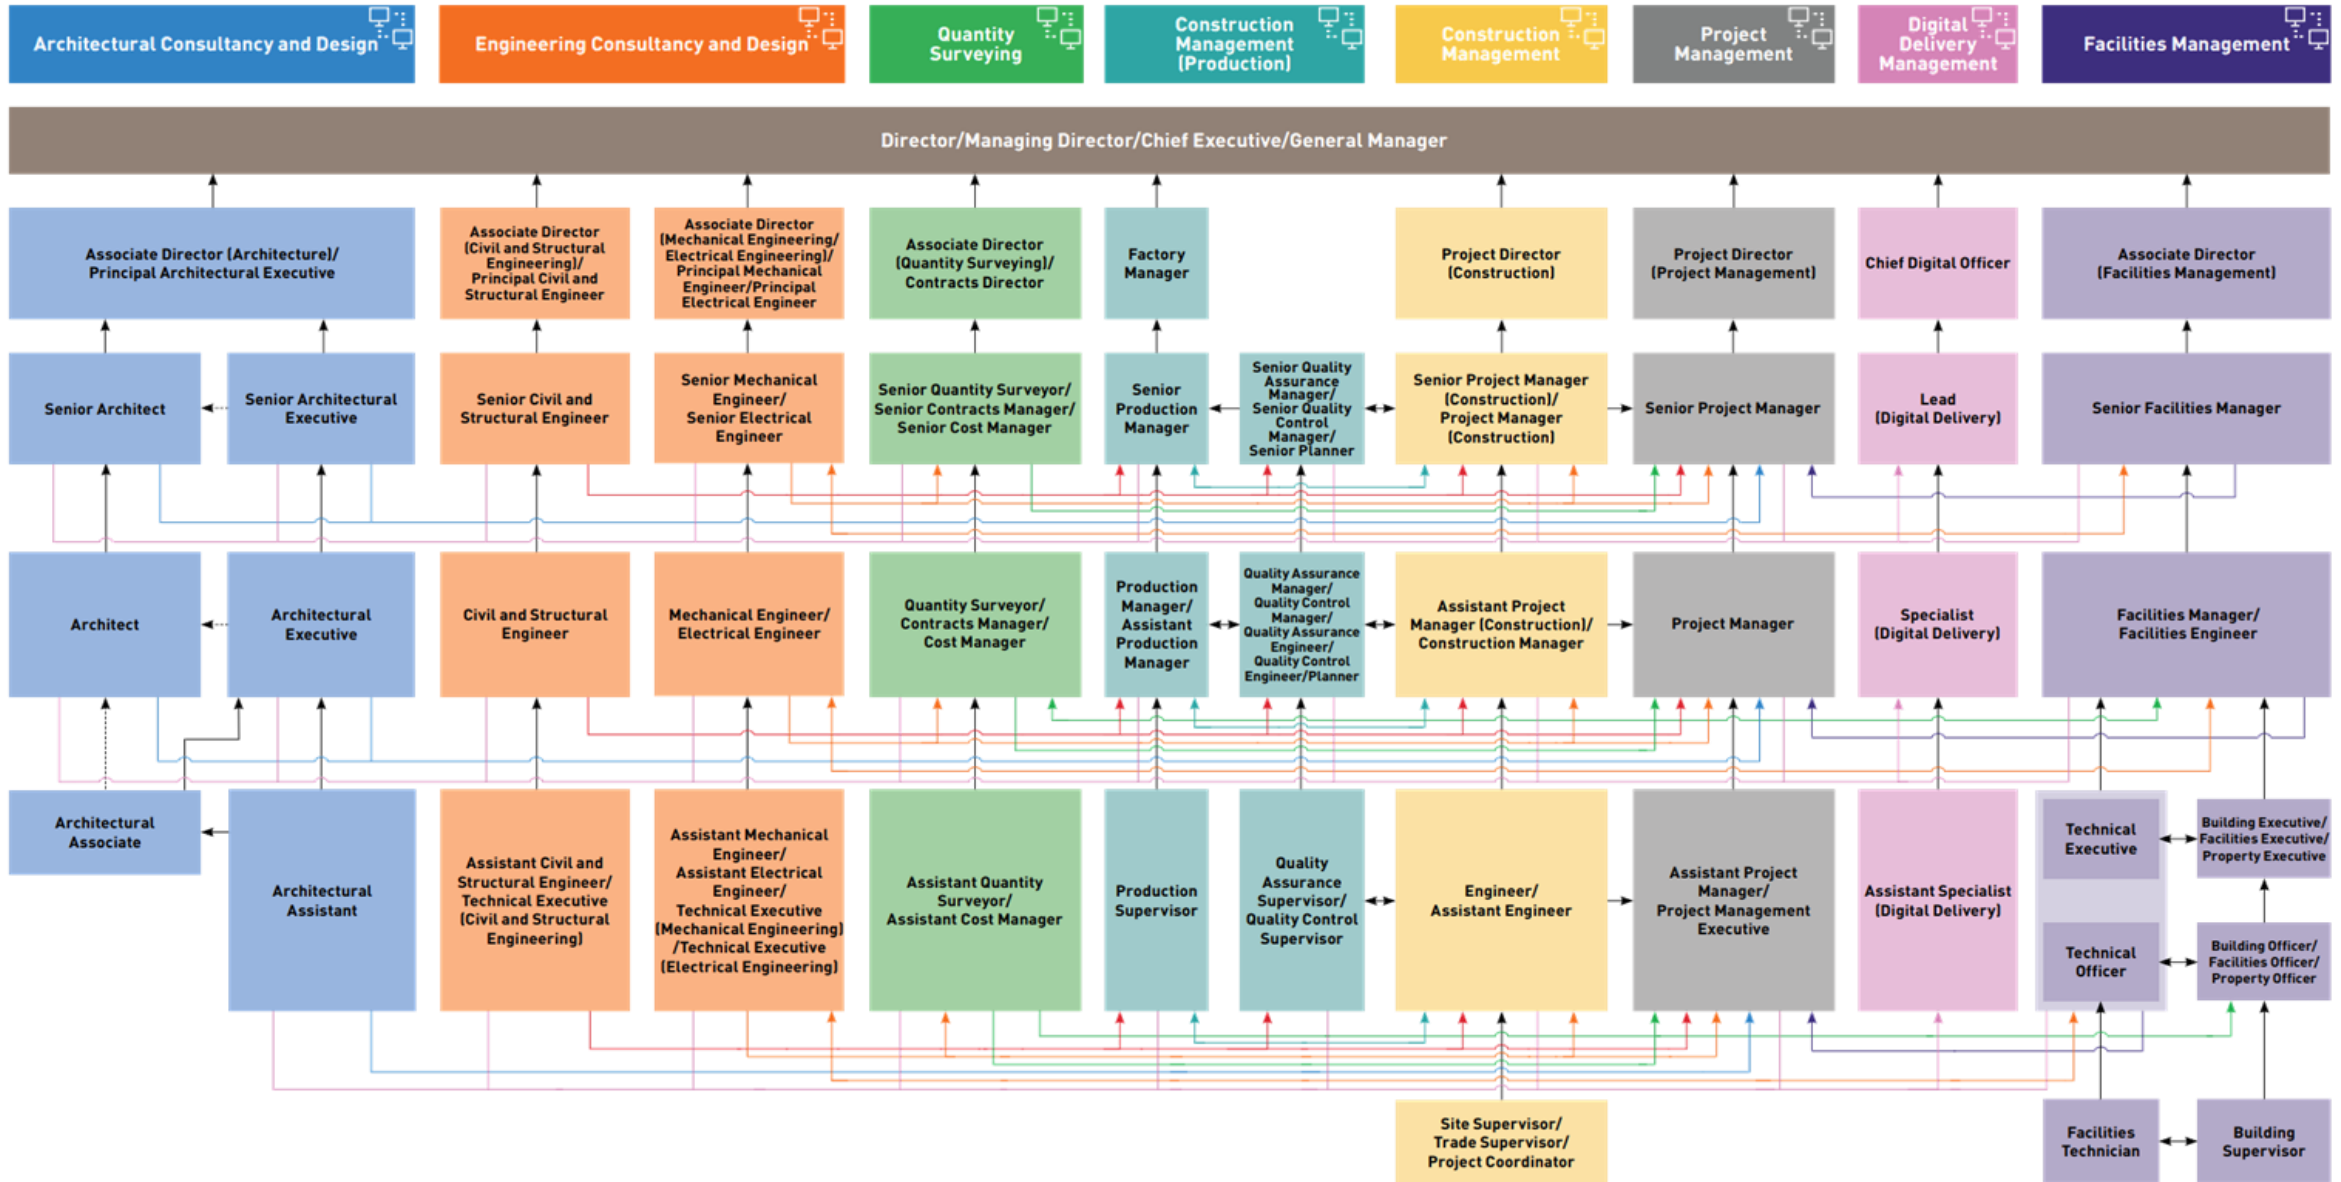 Architectural Consultancy and Design
Engineering Consultancy and Design
Quantity
Surveying
Construction
Management
(Production)
Construction
Management
Project
Management
Digital
Delivery
Management
Facilities Management
Director/Managing Director/Chief Executive/General Manager
Associate Director (Architecture)/
Principal Architectural Executive
Associate Director
(Civil and Structural
Engineering)/
Principal Civil and
Structural Engineer
Associate Director
(Mechanical Engineering/
Electrical Engineering)/
Principal Mechanical
Engineer/Principal
Electrical Engineer
Associate Director
(Quantity Surveying)/
Contracts Director
Factory
Manager
Project Director
(Construction)
Project Director
(Project Management)
Chief Digital Officer
Associate Director
(Facilities Management)
Senior Architect
Senior Architectural
Executive
Senior Civil and
Structural Engineer
Senior Mechanical
Engineer/
Senior Electrical
Engineer
Senior Quantity Surveyor/
Senior Contracts Manager/
Senior Cost Manager
Senior
Production
Manager
Senior Quality
Assurance
Manager/
Senior Quality
Control
Manager/
Senior Planner
Senior Project Manager
(Construction)/
Project Manager
(Construction)
Senior Project Manager
Lead
(Digital Delivery)
Senior Facilities Manager
Architect
Architectural
Executive
Civil and Structural
Engineer
Mechanical Engineer/
Electrical Engineer
Quantity Surveyor/
Contracts Manager/
Cost Manager
Production
Manager/
Assistant
Production
Manager
Quality Assurance
Manager/
Quality Control
Manager/
Quality Assurance
Engineer/
Quality Control
Engineer/Planner
Assistant Project
Manager (Construction)/
Construction Manager
Project Manager
Specialist
(Digital Delivery)
Facilities Manager/
Facilities Engineer
Architectural
Associate
Architectural
Assistant
Assistant Civil and
Structural Engineer/
Technical Executive
(Civil and Structural
Engineering)
Assistant Mechanical
Engineer/
Assistant Electrical
Engineer/
Technical Executive
(Mechanical Engineering)
/Technical Executive
(Electrical Engineering)
Assistant Quantity
Surveyor/
Assistant Cost Manager
Production
Supervisor
Quality
Assurance
Supervisor/
Quality Control
Supervisor
Engineer/
Assistant Engineer
Assistant Project
Manager/
Project Management
Executive
Assistant Specialist
(Digital Delivery)
Technical
Executive
Building Executive/
Facilities Executive/
Property Executive
Technical
Officer
Building Officer/
Facilities Officer/
Property Officer
Site Supervisor/
Trade Supervisor/
Project Coordinator
Facilities
Technician
Building
Supervisor